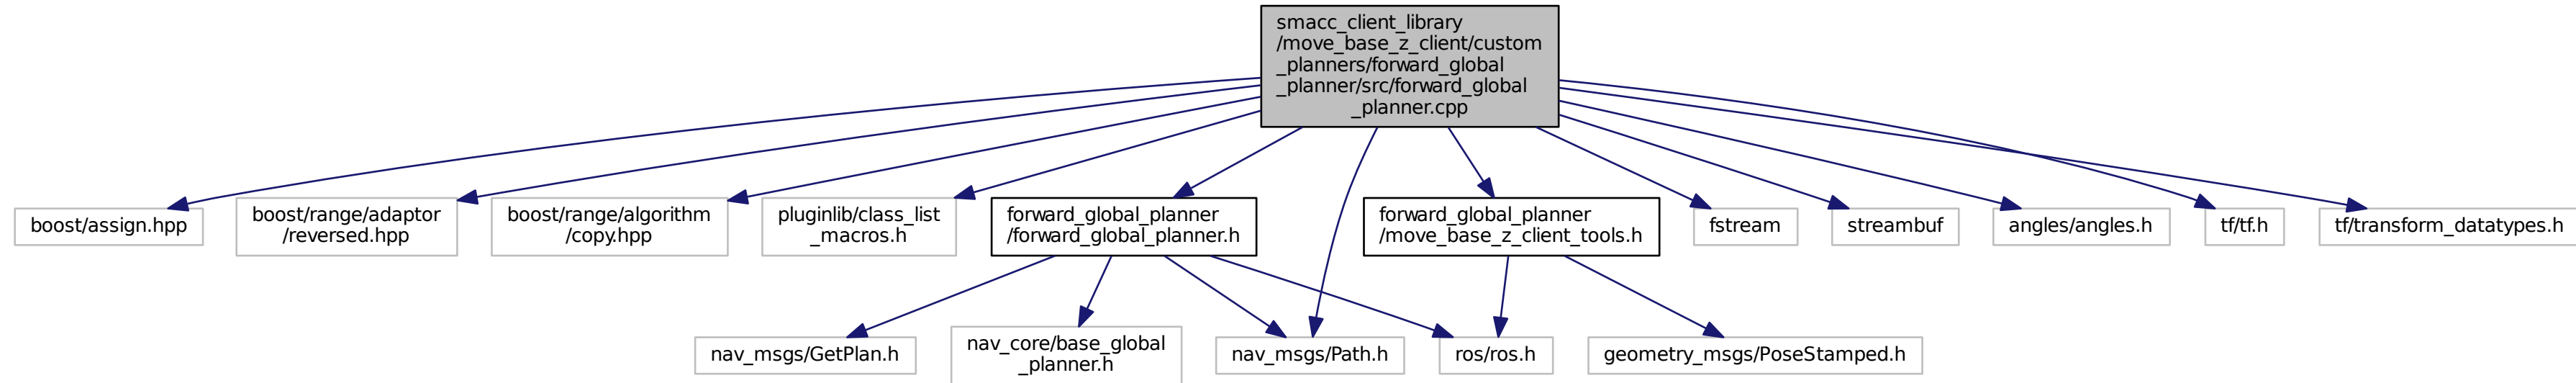 smacc_client_library
/move_base_z_client/custom
_planners/forward_global
_planner/src/forward_global
_planner.cpp
boost/assign.hpp
boost/range/adaptor
/reversed.hpp
boost/range/algorithm
/copy.hpp
pluginlib/class_list
_macros.h
forward_global_planner
/forward_global_planner.h
forward_global_planner
/move_base_z_client_tools.h
fstream
streambuf
angles/angles.h
tf/tf.h
tf/transform_datatypes.h
nav_msgs/GetPlan.h
nav_core/base_global
_planner.h
nav_msgs/Path.h
ros/ros.h
geometry_msgs/PoseStamped.h